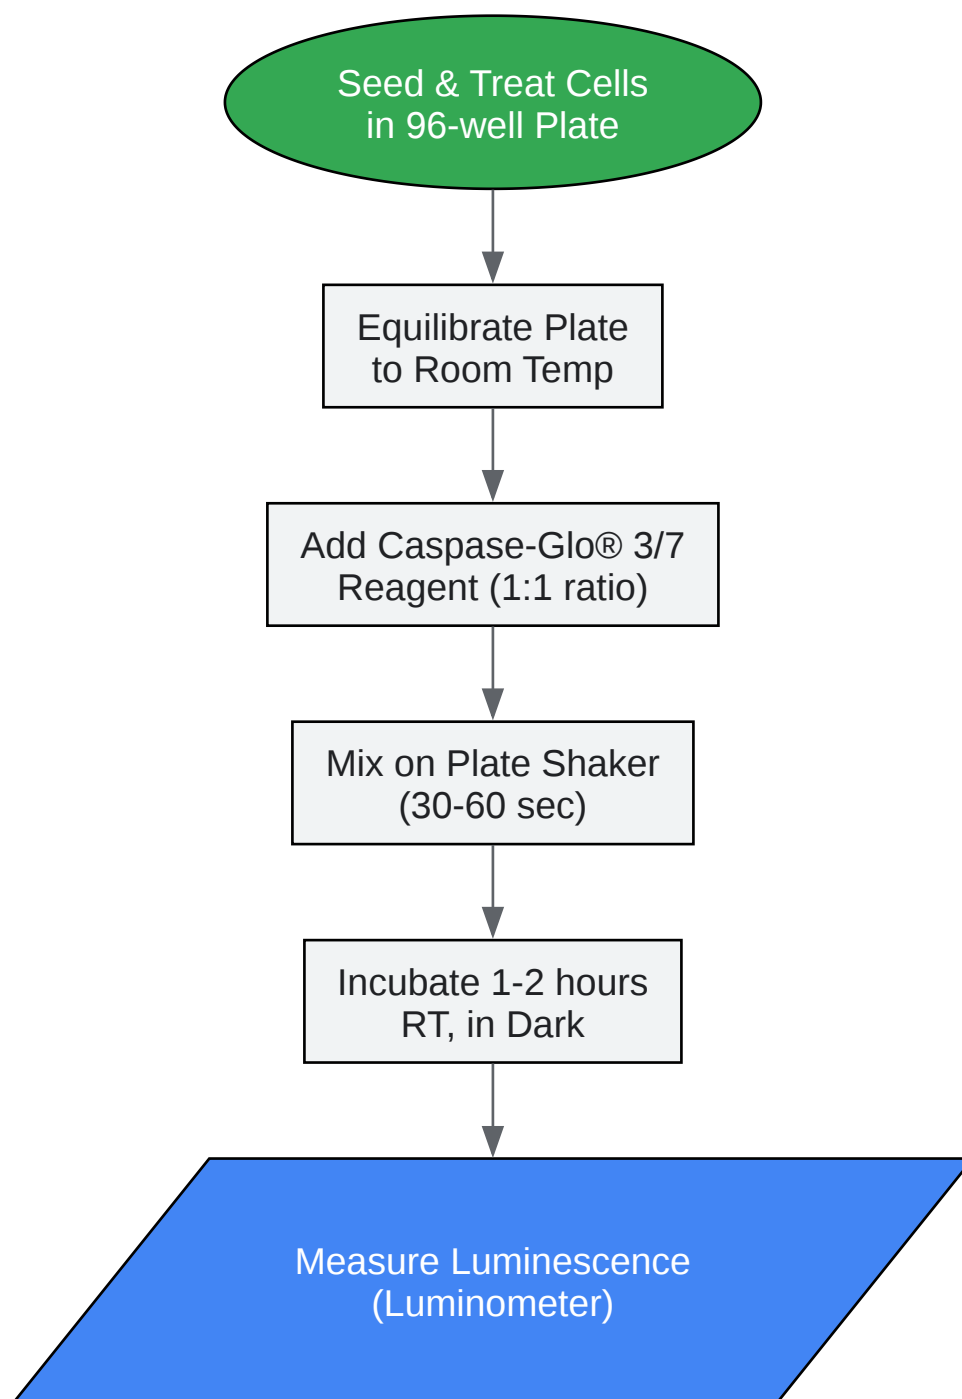 Seed & Treat Cells
in 96-well Plate
Equilibrate Plate
to Room Temp
Add Caspase-Glo® 3/7
Reagent (1:1 ratio)
Mix on Plate Shaker
(30-60 sec)
Incubate 1-2 hours
RT, in Dark
Measure Luminescence
(Luminometer)